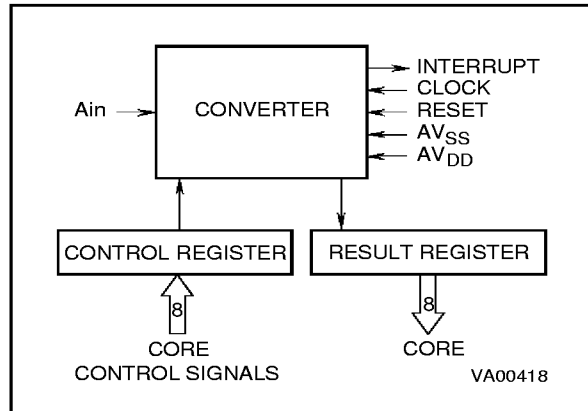 INTERRUPT
CLOCK
Ain
CONVERTER
RESET
AVSS
AVDD
CONTROL REGISTER
RESULT REGISTER
8
8
CORE
CONTROL SIGNALS
CORE
VA00418